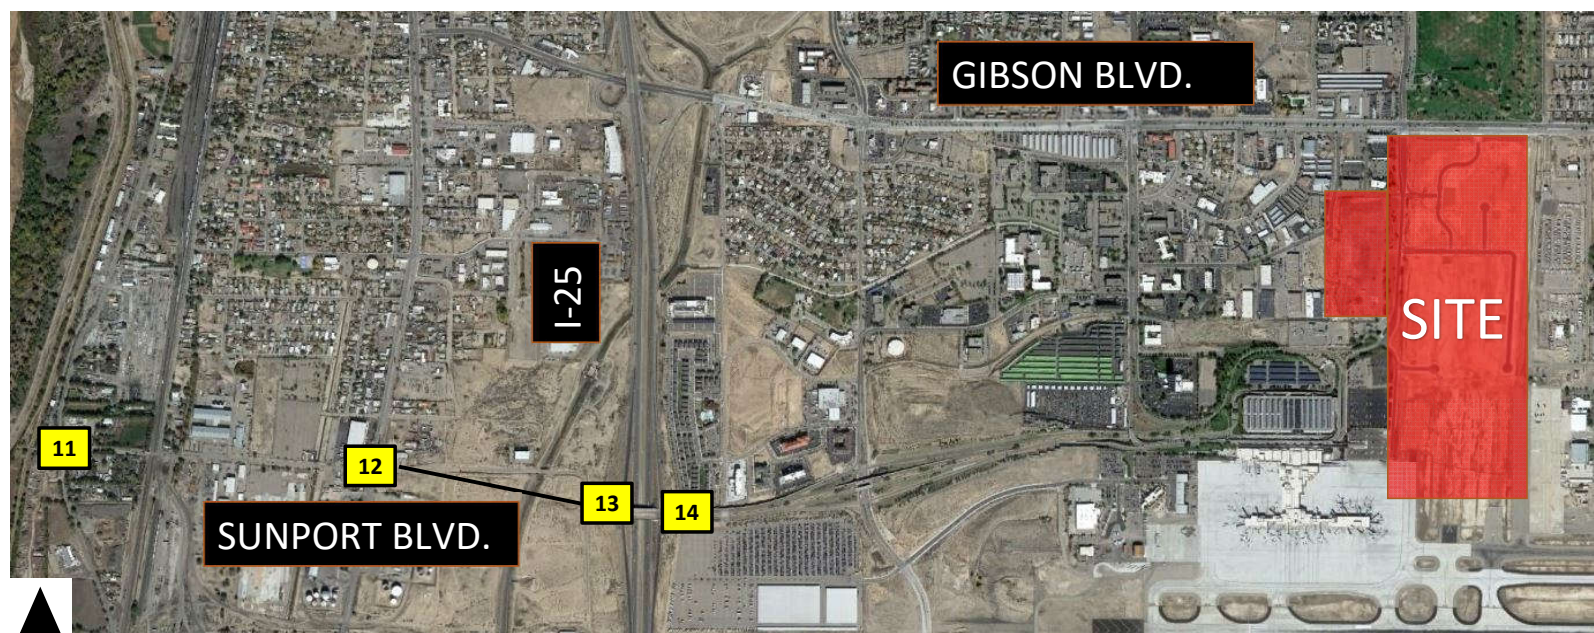 GIBSON BLVD.
I-25
SITE
11
12
13
14
SUNPORT BLVD.